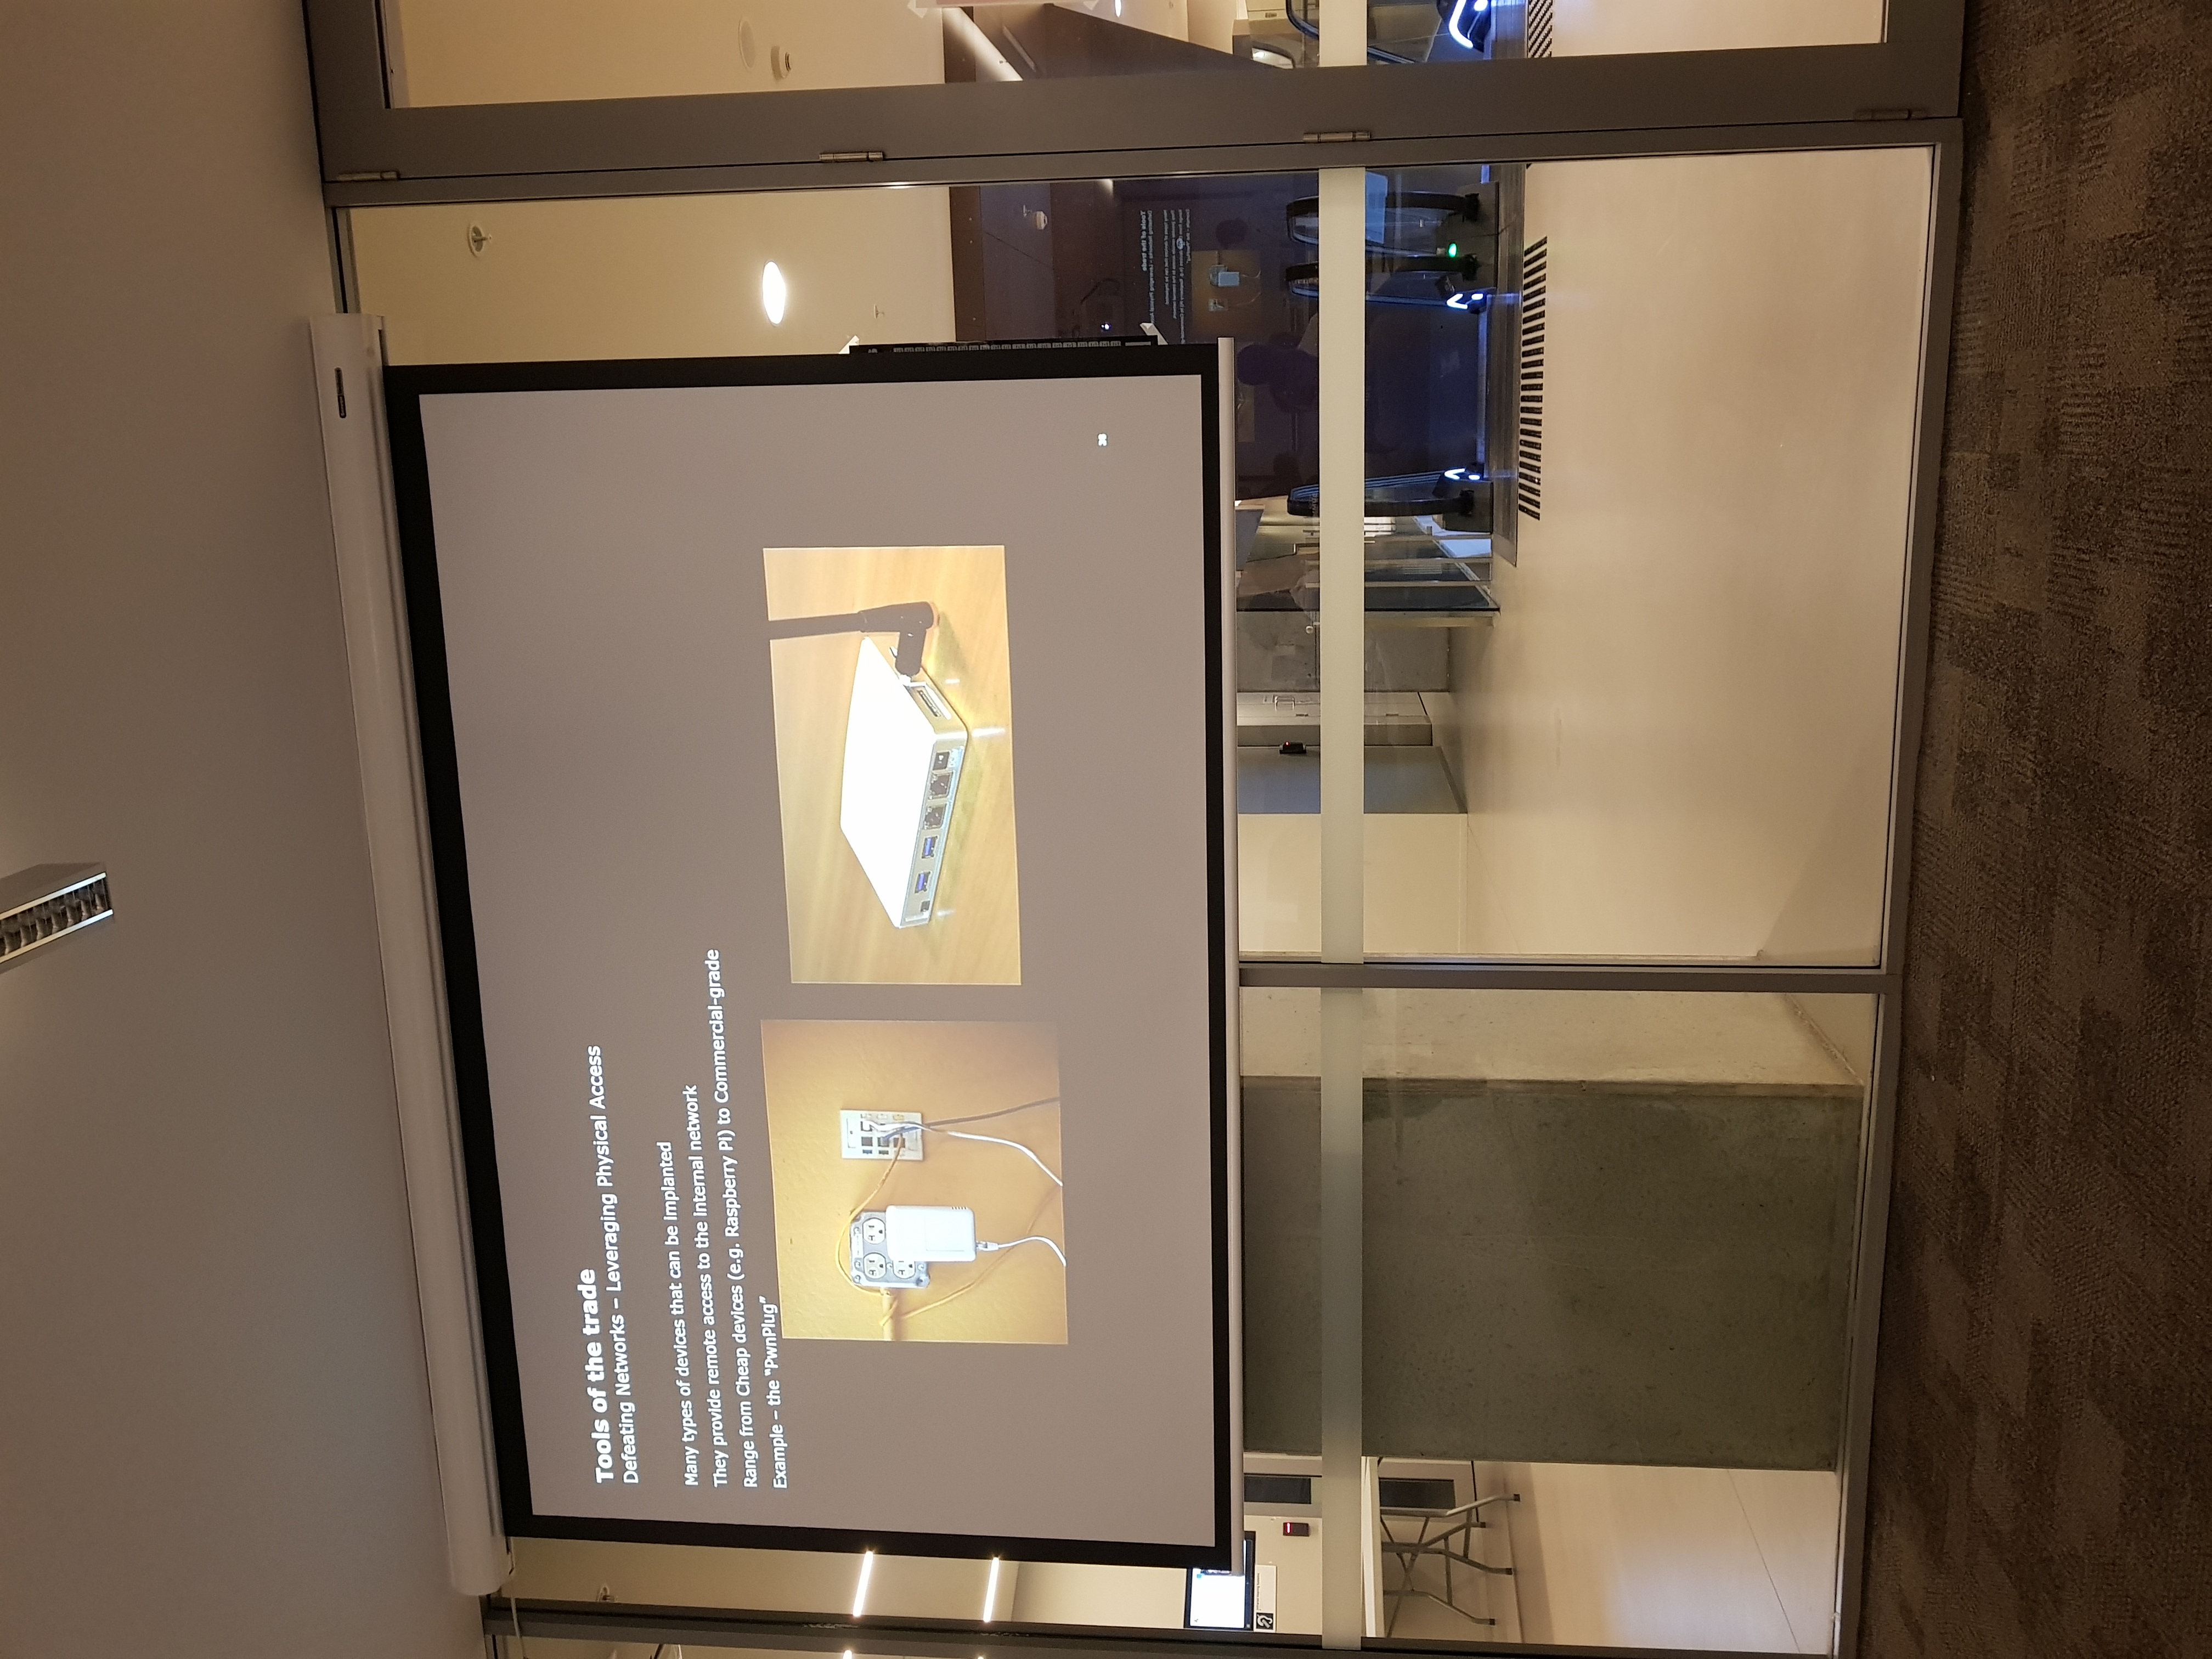 Tools of the trade
Defeating Networks – Leveraging Physical Access
Many types of devices that can be implanted
They provide remote access to the internal network
Range from Cheap devices (e.g. Raspberry Pi) to Commercial-grade
Example – the “PwnPlug”